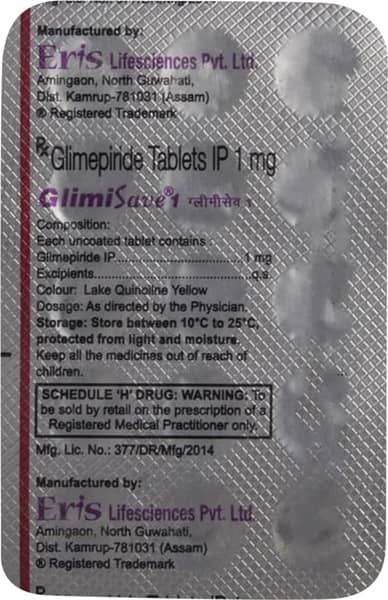 Manufactured by:
Eris Lifesciences Pvt. Ltd.
Amingaon, North Guwahati,
Dist. Kamrup-781031 (Assam)
® Registered Trademark
Rx Glimepiride Tablets IP 1 mg
GlimiSave®1 ग्लीमीसेव 1
Composition:
Each uncoated tablet contains :
Glimepiride IP..........................1 mg
Excipients................................q.s.
Colour: Lake Quinoline Yellow
Dosage: As directed by the Physician.
Storage: Store between 10°C to 25°C,
protected from light and moisture.
Keep all the medicines out of reach of
children.
SCHEDULE 'H' DRUG: WARNING: To
be sold by retail on the prescription of a
Registered Medical Practitioner only.
Mfg. Lic. No.: 377/DR/Mfg/2014
Manufactured by:
Eris Lifesciences Pvt. Ltd.
Amingaon, North Guwahati,
Dist. Kamrup-781031 (Assam)
® Registered Trademark